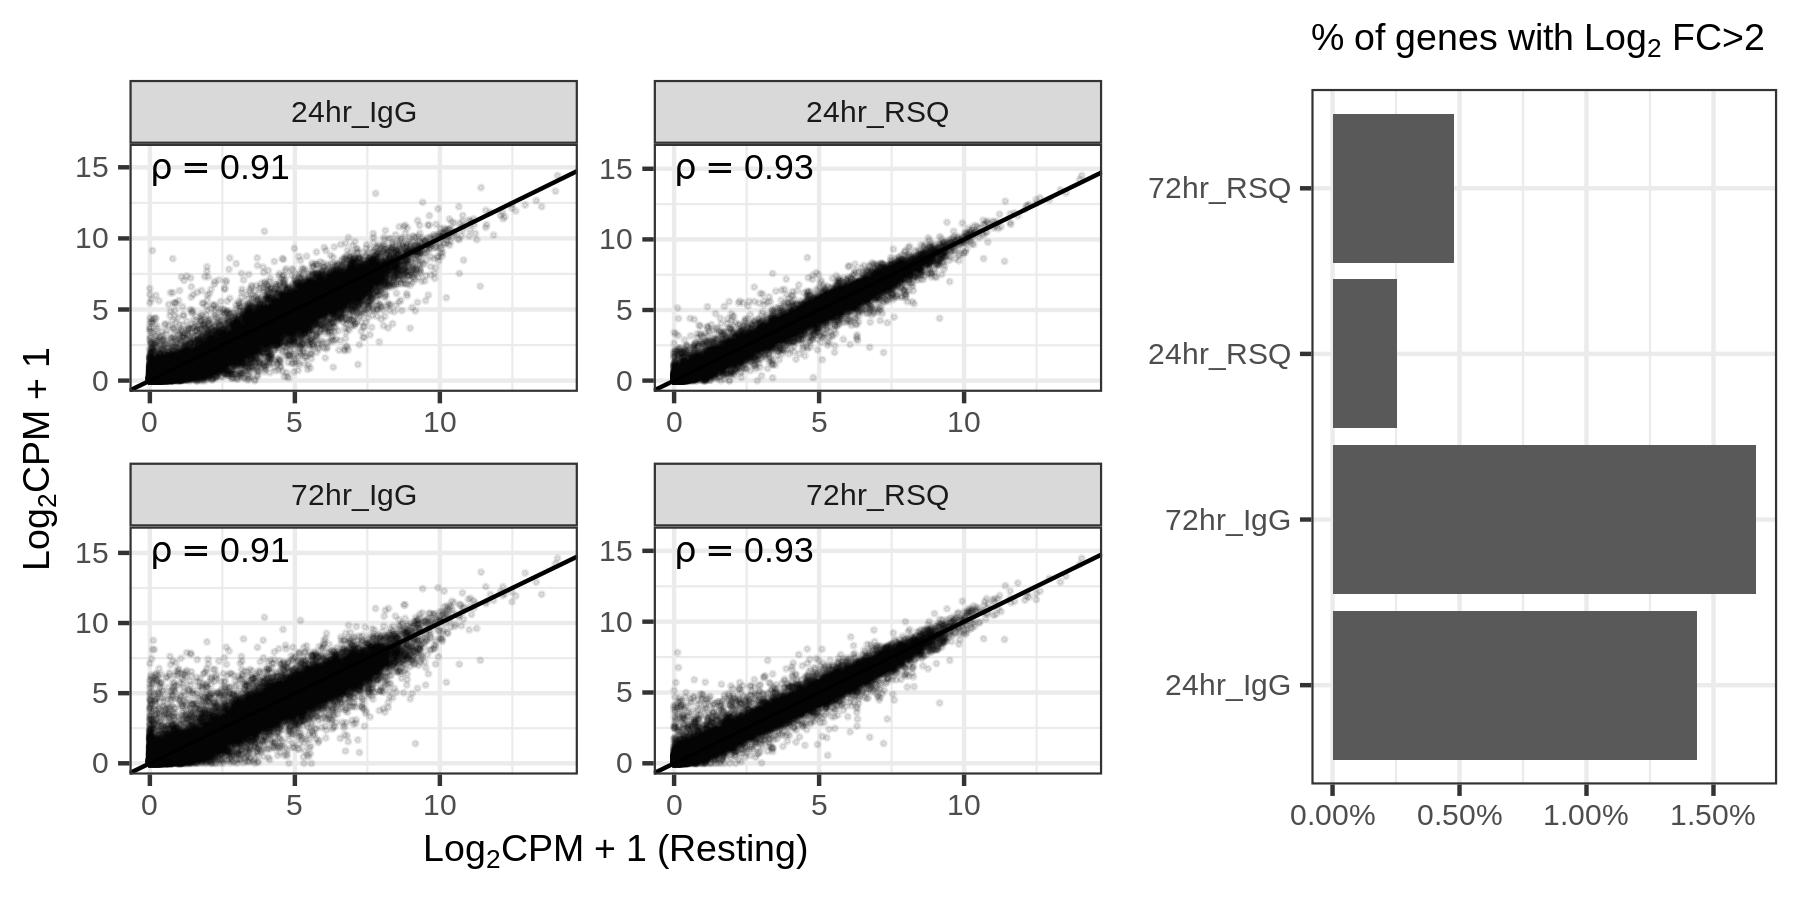 % of genes with Log₂ FC>2
24hr_IgG
ρ = 0.91
15
10
5
0
0 5 10
24hr_RSQ
ρ = 0.93
15
10
5
0
0 5 10
72hr_IgG
ρ = 0.91
15
10
5
0
0 5 10
72hr_RSQ
ρ = 0.93
15
10
5
0
0 5 10
Log₂CPM + 1
Log₂CPM + 1 (Resting)
72hr_RSQ
24hr_RSQ
72hr_IgG
24hr_IgG
0.00% 0.50% 1.00% 1.50%